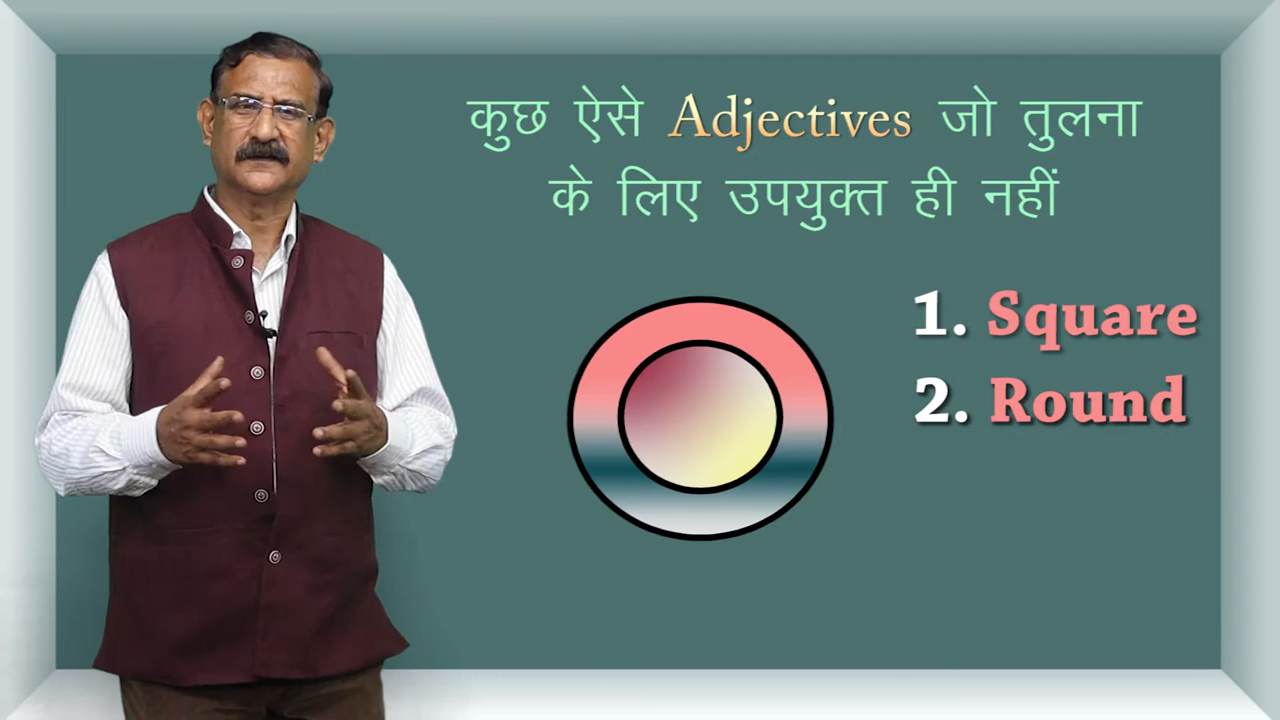 कुछ ऐसे Adjectives जो तुलना
के लिए उपयुक्त ही नहीं
1. Square
2. Round